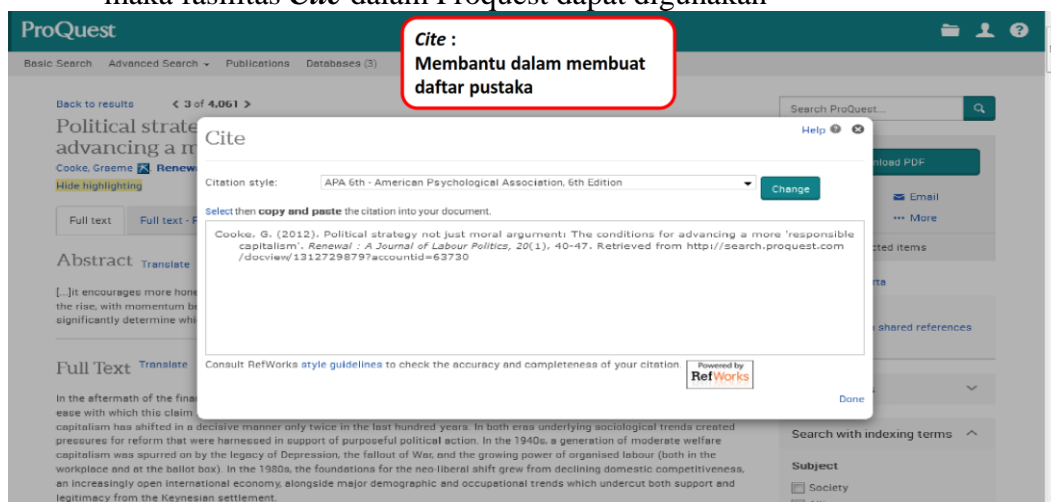 maka fasilitas Cite dalam Proquest dapat digunakan
ProQuest
Cite :
Membantu dalam membuat
daftar pustaka
Basic Search Advanced Search Publications Databases (3)
Back to results < 3 of 4,061 >
Search ProQuest...
Political strate
advancing a m
Cooke, Graeme Renew
Hide highlighting
Full text Full text - P
Abstract Translate
[...]it encourages more hone
the rise, with momentum be
significantly determine whi
Full Text Translate
In the aftermath of the fina
ease with which this claim
capitalism has shifted in a decisive manner only twice in the last hundred years. In both eras underlying sociological trends created
pressures for reform that were harnessed in support of purposeful political action. In the 1940s, a generation of moderate welfare
capitalism was spurred on by the legacy of Depression, the fallout of War, and the growing power of organised labour (both in the
workplace and at the ballot box). In the 1980s, the foundations for the neo-liberal shift grew from declining domestic competitiveness,
an increasingly open international economy, alongside major demographic and occupational trends which undercut both support and
legitimacy from the Keynesian settlement.
Cite
Help
Citation style: APA 6th - American Psychological Association, 6th Edition
Change
Select then copy and paste the citation into your document.
Cooke, G. (2012). Political strategy not just moral argument: The conditions for advancing a more 'responsible
capitalism'. Renewal : A Journal of Labour Politics, 20(1), 40-47. Retrieved from http://search.proquest.com
/docview/1312729879?accountid=63730
Consult RefWorks style guidelines to check the accuracy and completeness of your citation.
Powered by
RefWorks
Done
nload PDF
Email
More
cted items
rta
shared references
Search with indexing terms
Subject
Society